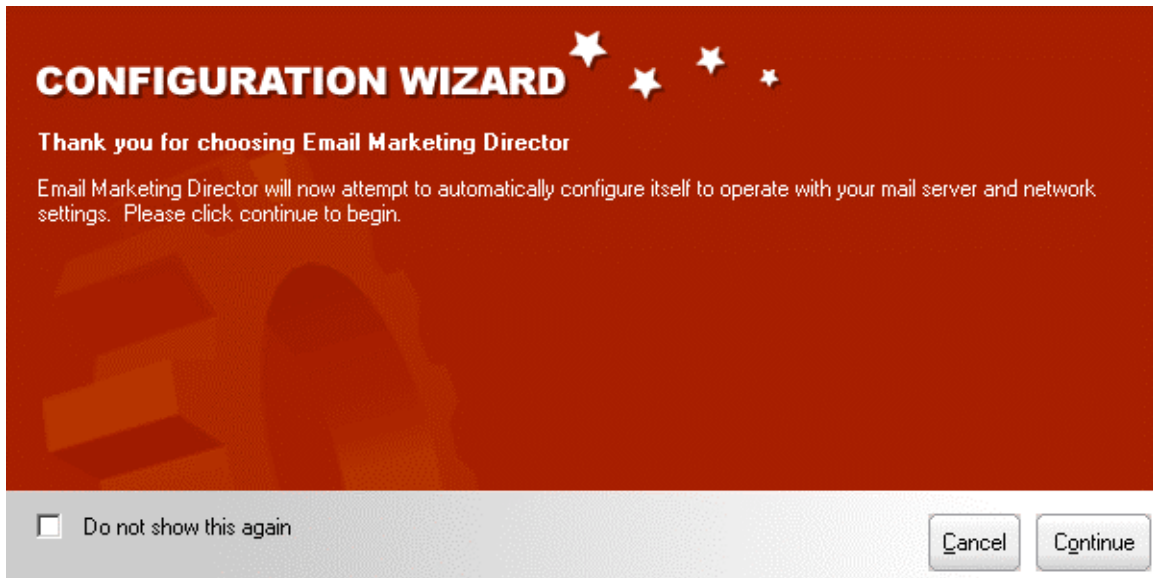 CONFIGURATION WIZARD
Thank you for choosing Email Marketing Director
Email Marketing Director will now attempt to automatically configure itself to operate with your mail server and network
settings.  Please click continue to begin.
Do not show this again
Cancel
Continue